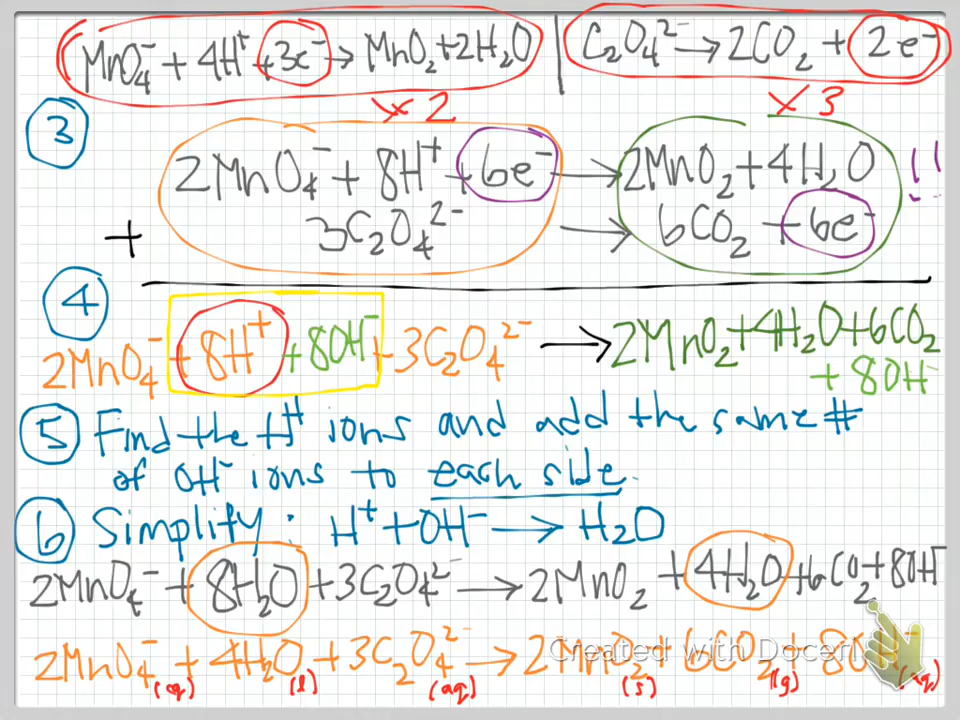 MnO₄⁻ + 4H⁺ + 3e⁻ → MnO₂ + 2H₂O | C₂O₄²⁻ → 2CO₂ + 2e⁻
×2 ×3
③
2MnO₄⁻ + 8H⁺ + 6e⁻ → 2MnO₂ + 4H₂O !!
+ 3C₂O₄²⁻ → 6CO₂ + 6e⁻
④
2MnO₄⁻ + 8H⁺ + 8OH⁻ + 3C₂O₄²⁻ → 2MnO₂ + 4H₂O + 6CO₂
+ 8OH⁻
⑤ Find the H⁺ ions and add the same #
of OH⁻ ions to each side.
⑥ Simplify: H⁺ + OH⁻ → H₂O
2MnO₄⁻ + 8H₂O + 3C₂O₄²⁻ → 2MnO₂ + 4H₂O + 6CO₂ + 8OH⁻
2MnO₄⁻(aq) + 4H₂O(l) + 3C₂O₄²⁻(aq) → 2MnO₂(s) + 6CO₂(g) + 8OH⁻(aq)
Created with Doceri